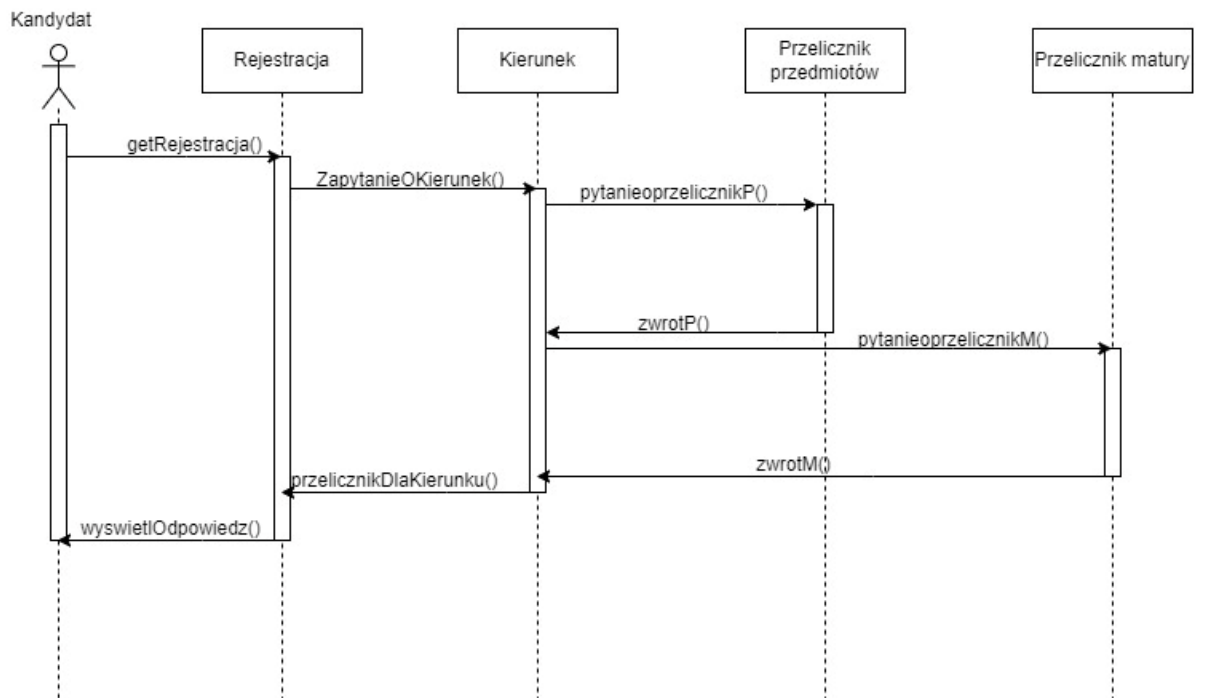 Kandydat
Rejestracja
Kierunek
Przelicznik
przedmiotów
Przelicznik matury
getRejestracja()
ZapytanieOKierunek()
pytanieoprzelicznikP()
zwrotP()
pytanieoprzelicznikM()
zwrotM()
przelicznikDlaKierunku()
wyswietlOdpowiedz()